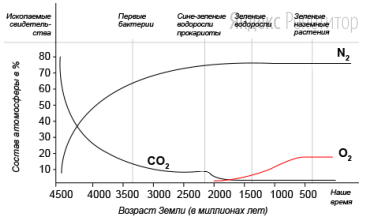 Ископаемые
свидетель-
ства
Первые
бактерии
Сине-зеленые
водоросли
прокариоты
Зеленые
водоросли
Зеленые
наземные
растения
Состав атмосферы в %
80
70
60
50
40
30
20
10
N2
O2
CO2
4500 4000 3500 3000 2500 2000 1500 1000 500 Наше
время
Возраст Земли (в миллионах лет)